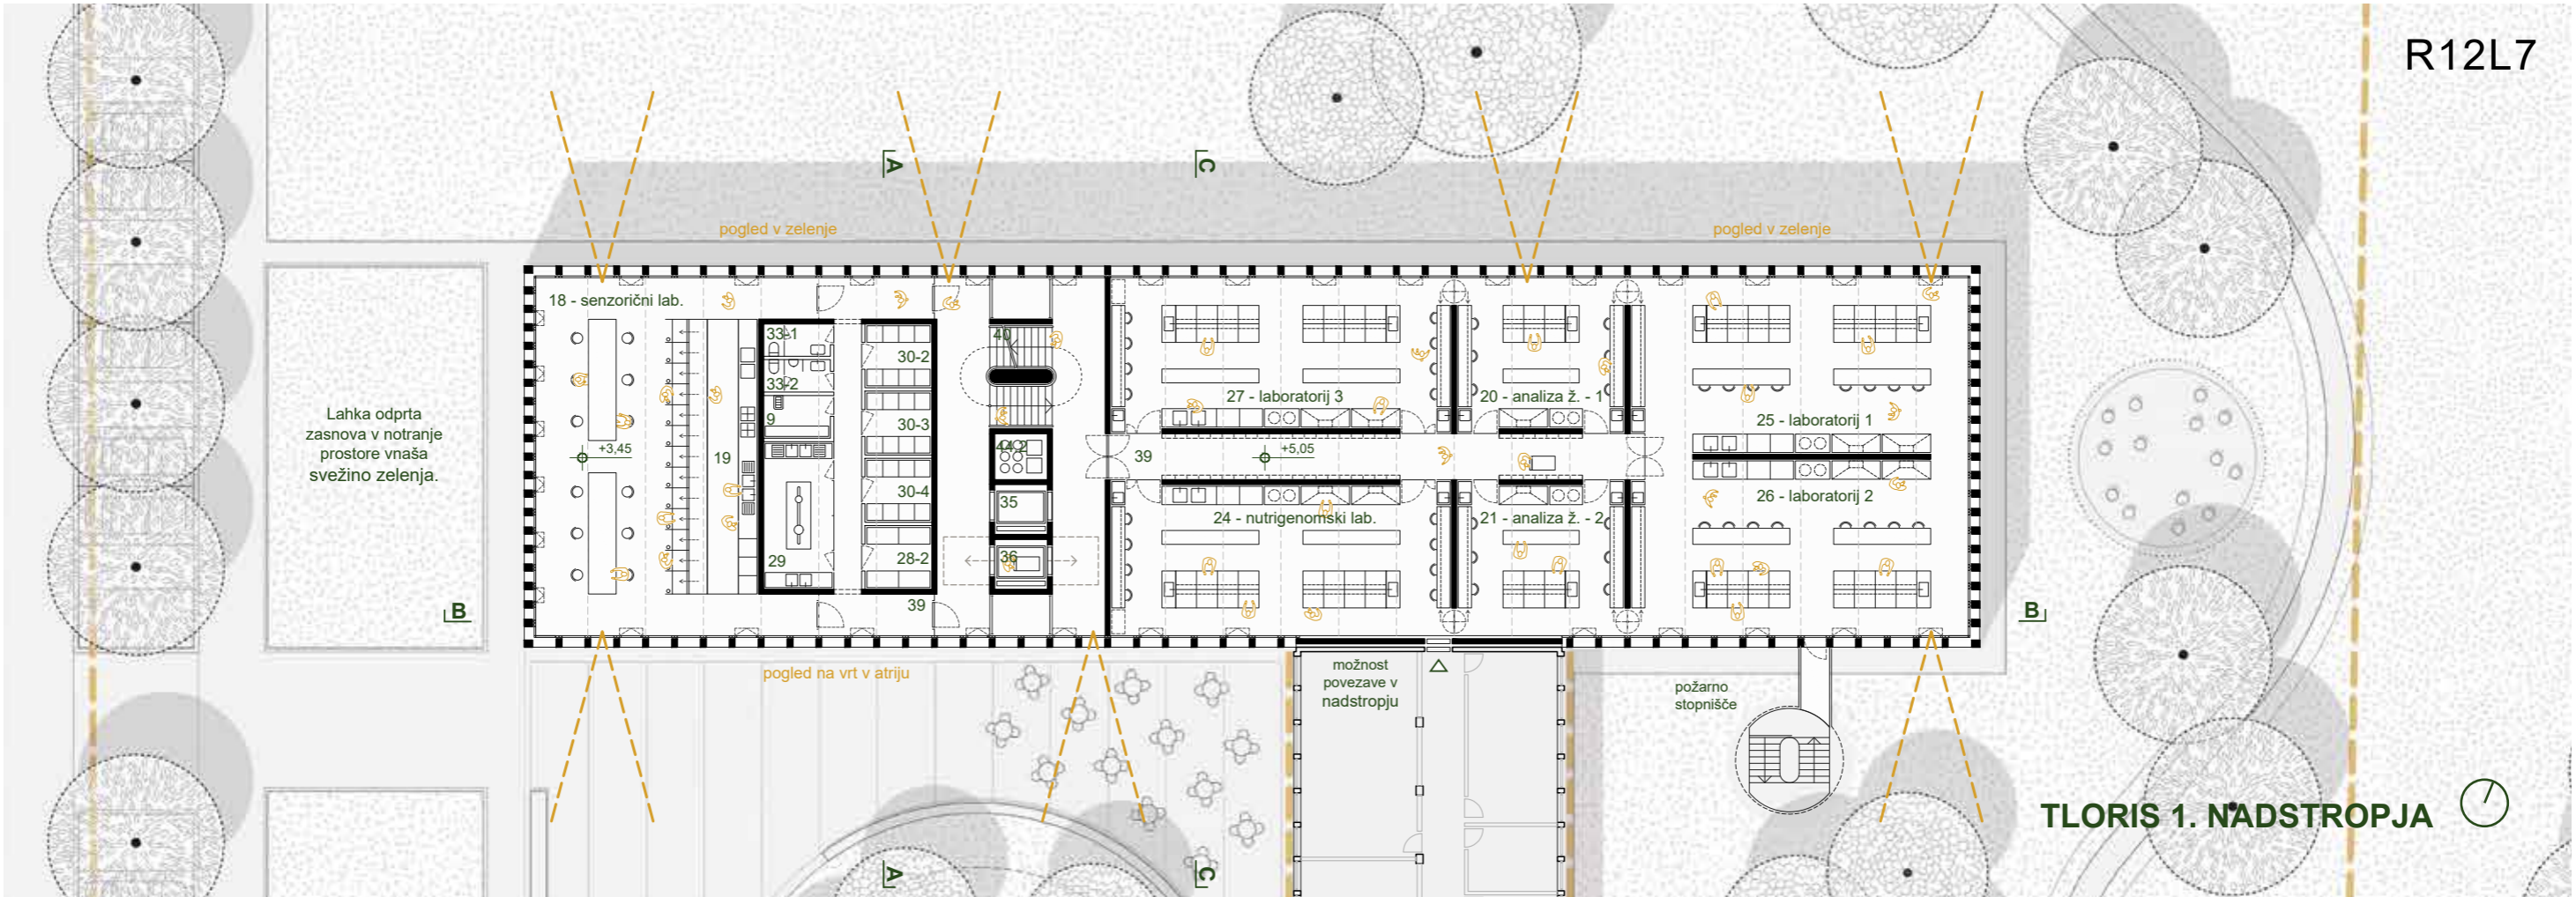 R12L7
A
C
pogled v zelenje
pogled v zelenje
18 - senzorični lab.
33-1
33-2
9
19
29
30-2
30-3
30-4
28-2
39
40
44.2
35
36
+3,45
27 - laboratorij 3
20 - analiza ž. - 1
25 - laboratorij 1
39
+5,05
24 - nutrigenomski lab.
21 - analiza ž. - 2
26 - laboratorij 2
Lahka odprta
zasnova v notranje
prostore vnaša
svežino zelenja.
B
B
pogled na vrt v atriju
možnost
povezave v
nadstropju
požarno
stopnišče
A
C
TLORIS 1. NADSTROPJA